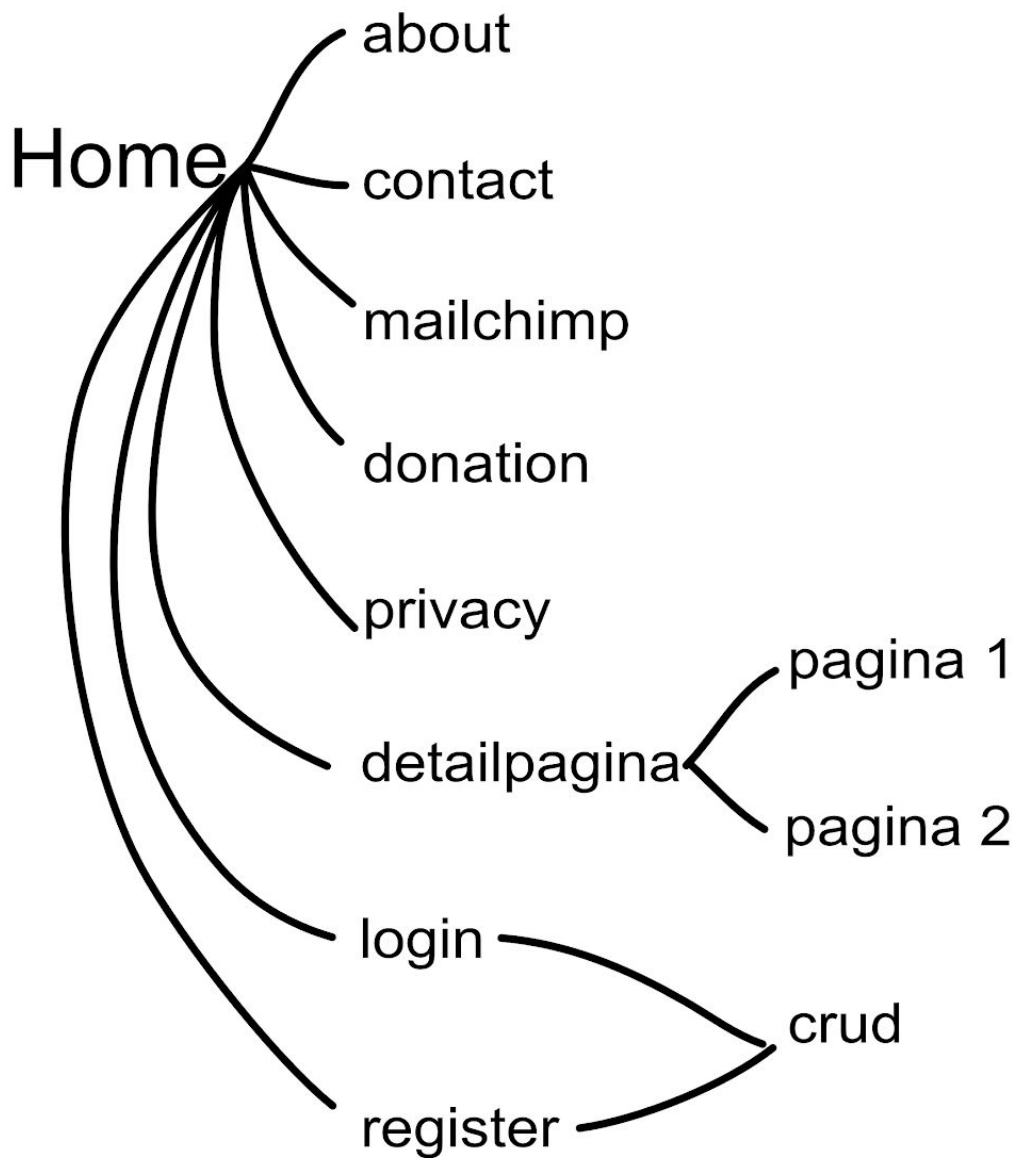 about
Home
contact
mailchimp
donation
privacy
pagina 1
detailpagina
pagina 2
login
crud
register